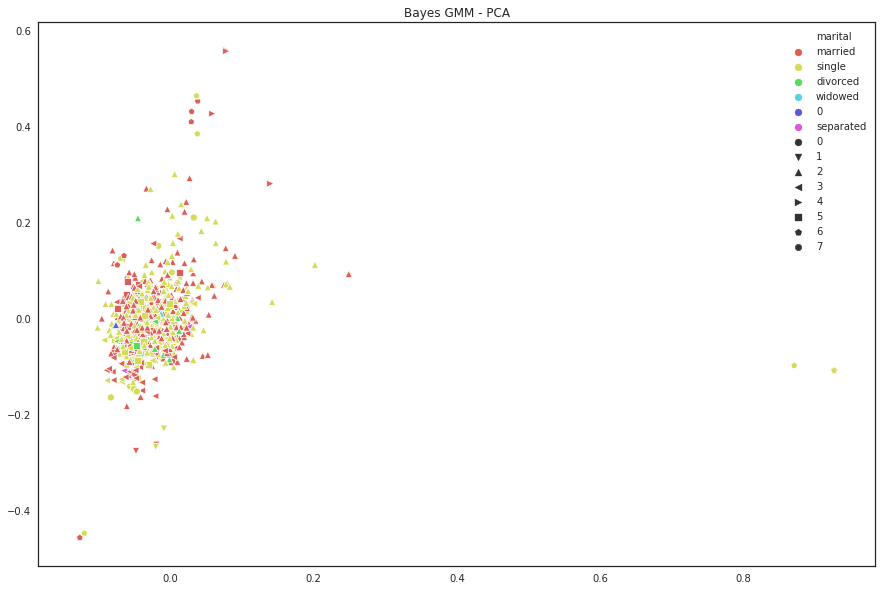 Bayes GMM - PCA
0.6
0.4
0.2
0.0
−0.2
−0.4
0.0
0.2
0.4
0.6
0.8
marital
married
single
divorced
widowed
0
separated
0
1
2
3
4
5
6
7